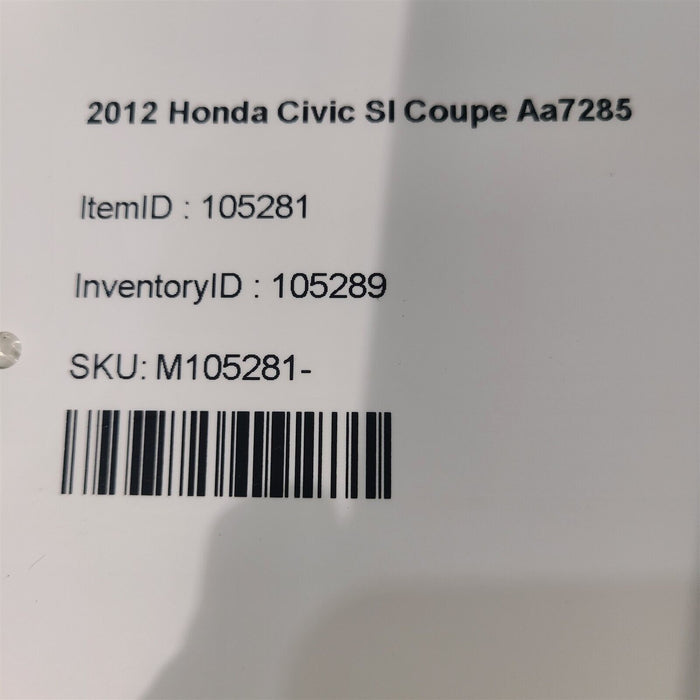 2012 Honda Civic SI Coupe Aa7285
ItemID : 105281
InventoryID : 105289
SKU: M105281-